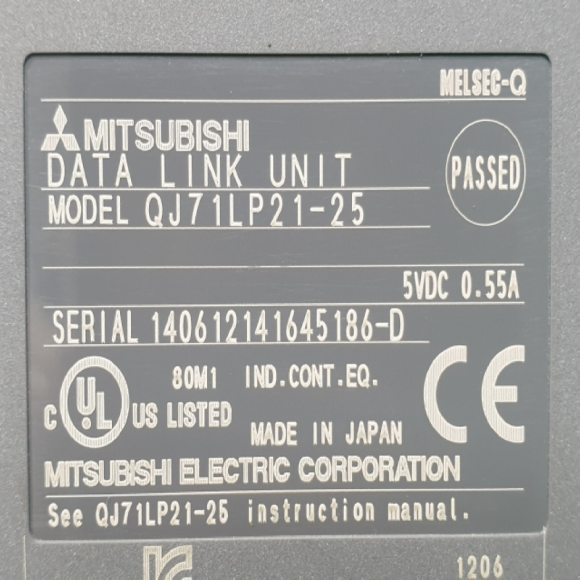 MELSEC-Q
MITSUBISHI
DATA LINK UNIT
PASSED
MODEL QJ71LP21-25
5VDC 0.55A
SERIAL 140612141645186-D
80M1 IND.CONT.EQ.
C UL US LISTED
CE
MADE IN JAPAN
MITSUBISHI ELECTRIC CORPORATION
See QJ71LP21-25 instruction manual.
1206